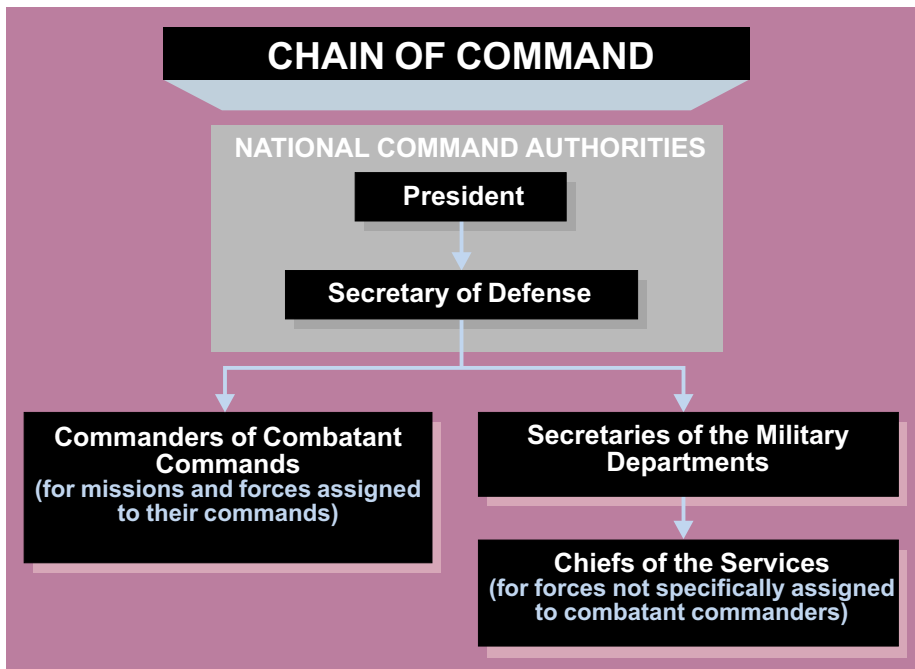 CHAIN OF COMMAND
NATIONAL COMMAND AUTHORITIES
President
Secretary of Defense
Commanders of Combatant
Commands
(for missions and forces assigned
to their commands)
Secretaries of the Military
Departments
Chiefs of the Services
(for forces not specifically assigned
to combatant commanders)